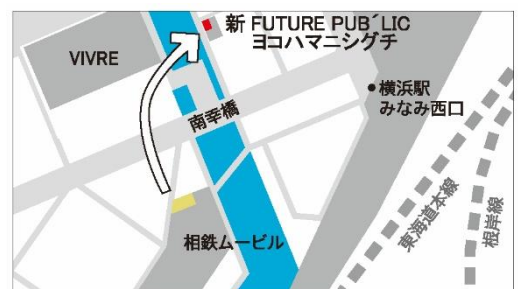 新 FUTURE PUB´LIC
ヨコハマニシグチ
VIVRE
横浜駅
みなみ西口
南幸橋
東海道本線
根岸線
相鉄ムービル